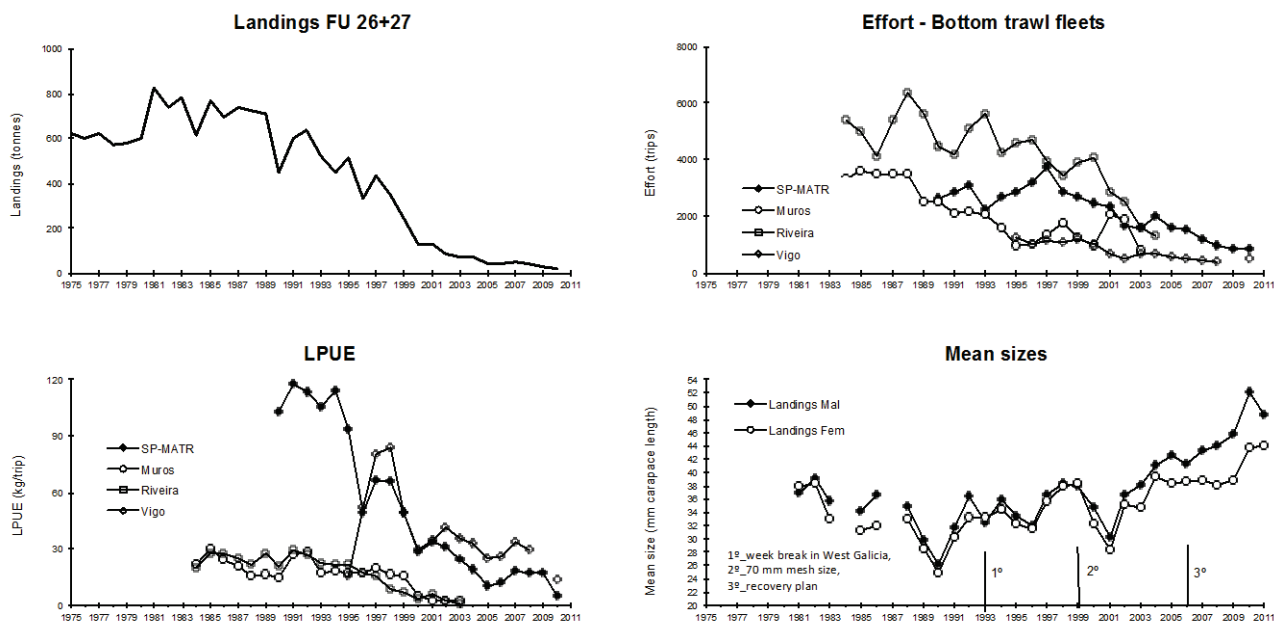 Landings FU 26+27
Landings (tonnes)
1000
800
600
400
200
0
1975 1977 1979 1981 1983 1985 1987 1989 1991 1993 1995 1997 1999 2001 2003 2005 2007 2009 2011
Effort - Bottom trawl fleets
Effort (trips)
8000
6000
4000
2000
0
SP-MATR
Muros
Riveira
Vigo
1975 1977 1979 1981 1983 1985 1987 1989 1991 1993 1995 1997 1999 2001 2003 2005 2007 2009 2011
LPUE
LPUE (kg/trip)
120
90
60
30
0
SP-MATR
Muros
Riveira
Vigo
1975 1977 1979 1981 1983 1985 1987 1989 1991 1993 1995 1997 1999 2001 2003 2005 2007 2009 2011
Mean sizes
Mean size (mm carapace length)
54
52
50
48
46
44
42
40
38
36
34
32
30
28
26
24
22
20
Landings Mal
Landings Fem
1º_week break in West Galicia,
2º_70 mm mesh size,
3º_recovery plan
1º
2º
3º
1975 1977 1979 1981 1983 1985 1987 1989 1991 1993 1995 1997 1999 2001 2003 2005 2007 2009 2011